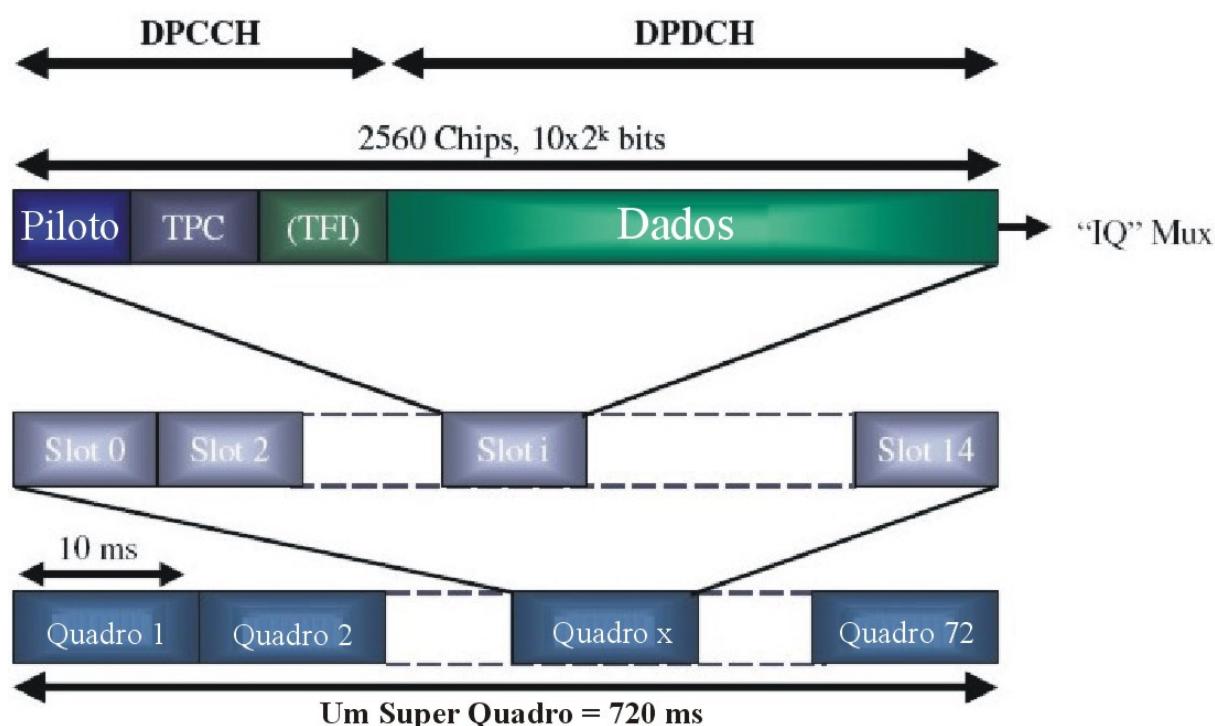 DPCCH DPDCH
2560 Chips, 10x2ᵏ bits
Piloto TPC (TFI) Dados “IQ” Mux
Slot 0 Slot 2 Slot i Slot 14
10 ms
Quadro 1 Quadro 2 Quadro x Quadro 72
Um Super Quadro = 720 ms